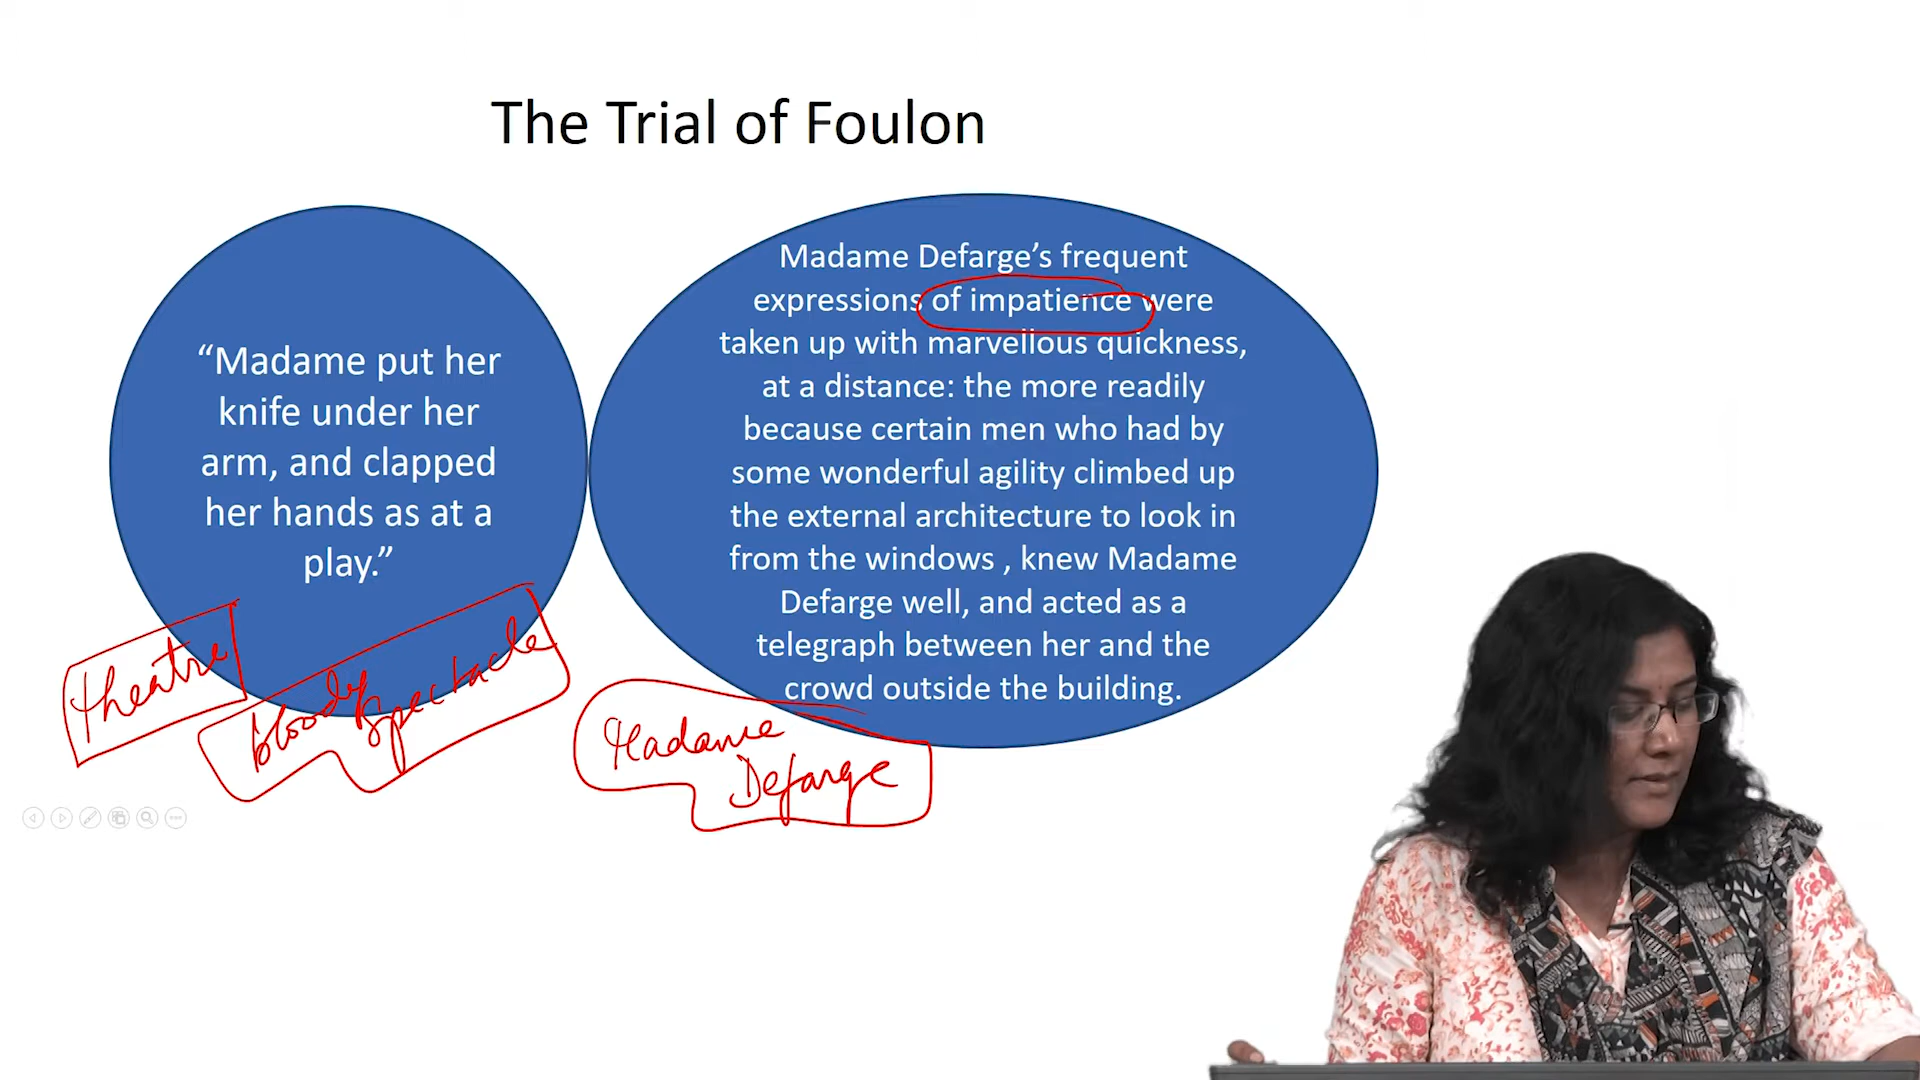 The Trial of Foulon
“Madame put her
knife under her
arm, and clapped
her hands as at a
play.”
Madame Defarge’s frequent
expressions of impatience were
taken up with marvellous quickness,
at a distance: the more readily
because certain men who had by
some wonderful agility climbed up
the external architecture to look in
from the windows , knew Madame
Defarge well, and acted as a
telegraph between her and the
crowd outside the building.
theatre
bloody spectacle
Madame
Defarge